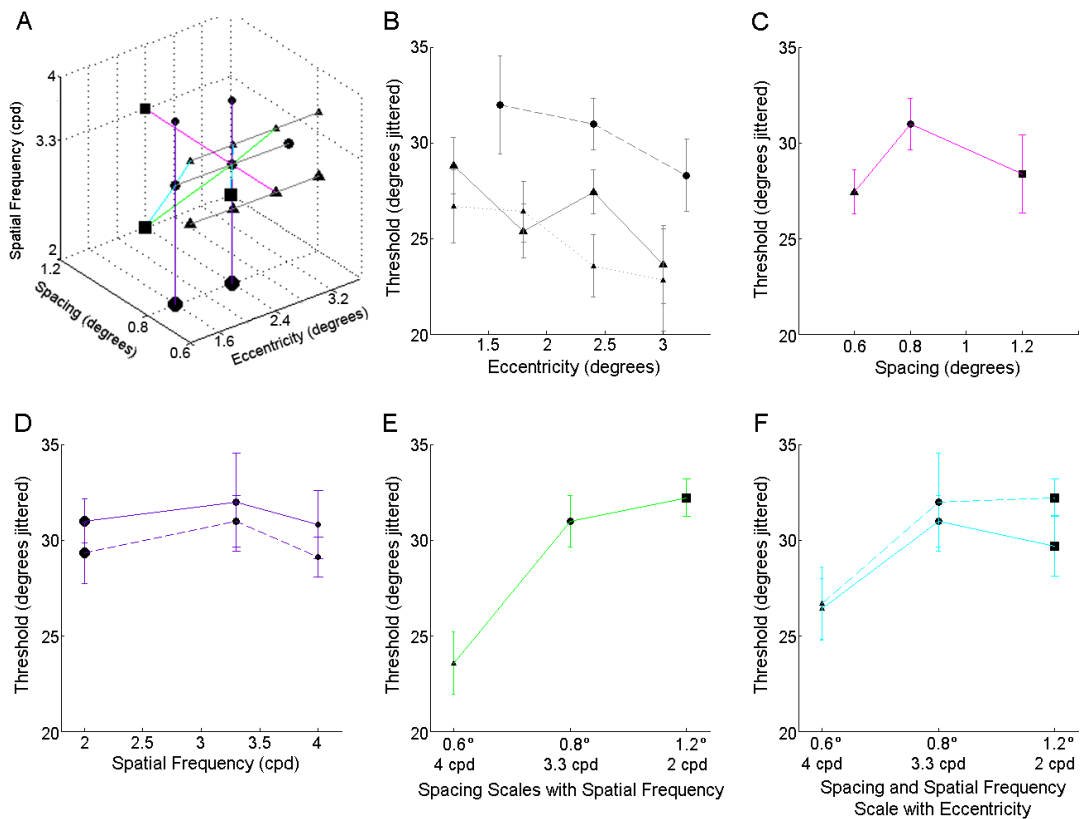 A
4
3.3
2
1.2
0.8
0.6
1.6
2.4
3.2
Spatial Frequency (cpd)
Spacing (degrees)
Eccentricity (degrees)
B
35
30
25
20
1.5
2
2.5
3
Threshold (degrees jittered)
Eccentricity (degrees)
C
35
30
25
20
0.6
0.8
1
1.2
Threshold (degrees jittered)
Spacing (degrees)
D
35
30
25
20
2
2.5
3
3.5
4
Threshold (degrees jittered)
Spatial Frequency (cpd)
E
35
30
25
20
Threshold (degrees jittered)
0.6° 0.8° 1.2°
4 cpd 3.3 cpd 2 cpd
Spacing Scales with Spatial Frequency
F
35
30
25
20
Threshold (degrees jittered)
0.6° 0.8° 1.2°
4 cpd 3.3 cpd 2 cpd
Spacing and Spatial Frequency
Scale with Eccentricity